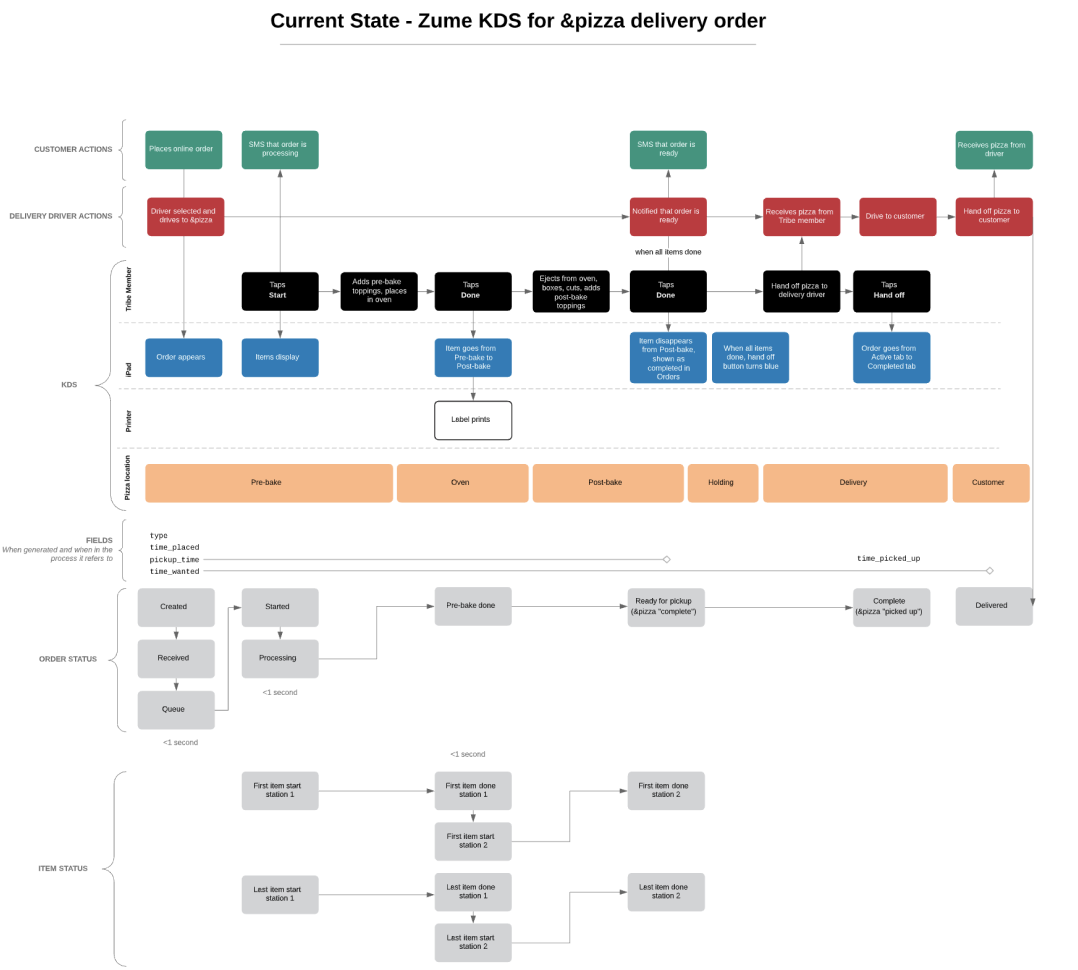 Current State - Zume KDS for &pizza delivery order
CUSTOMER ACTIONS
Places online order
SMS that order is
processing
SMS that order is
ready
Receives pizza from
driver
DELIVERY DRIVER ACTIONS
Driver selected and
drives to &pizza
Notified that order is
ready
Receives pizza from
Tribe member
Drive to customer
Hand off pizza to
customer
when all items done
KDS
Tribe Member
Taps
Start
Adds pre-bake
toppings, places
in oven
Taps
Done
Ejects from oven,
boxes, cuts, adds
post-bake
toppings
Taps
Done
Hand off pizza to
delivery driver
Taps
Hand off
iPad
Order appears
Items display
Item goes from
Pre-bake to
Post-bake
Item disappears
from Post-bake,
shown as
completed in
Orders
When all items
done, hand off
button turns blue
Order goes from
Active tab to
Completed tab
Printer
Label prints
Pizza location
Pre-bake
Oven
Post-bake
Holding
Delivery
Customer
FIELDS
When generated and when in the
process it refers to
type
time_placed
pickup_time
time_wanted
time_picked_up
ORDER STATUS
Created
Received
Queue
<1 second
Started
Processing
<1 second
Pre-bake done
Ready for pickup
(&pizza "complete")
Complete
(&pizza "picked up")
Delivered
ITEM STATUS
<1 second
First item start
station 1
First item done
station 1
First item start
station 2
First item done
station 2
Last item start
station 1
Last item done
station 1
Last item start
station 2
Last item done
station 2